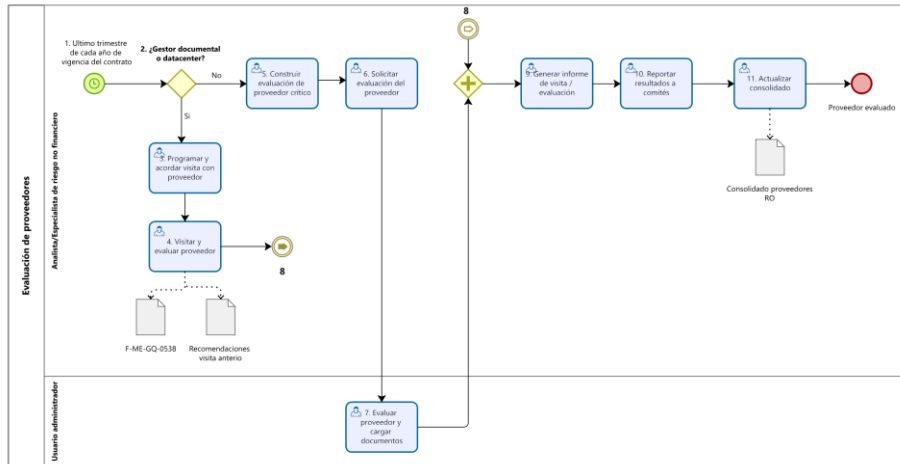 Evaluación de proveedores
Analista/Especialista de riesgo no financiero
1. Ultimo trimestre
de cada año de
vigencia del contrato
2. ¿Gestor documental
o datacenter?
No
Si
5. Construir
evaluación de
proveedor crítico
6. Solicitar
evaluación del
proveedor
3. Programar y
acordar visita con
proveedor
4. Visitar y
evaluar proveedor
8
F-ME-GQ-0538
Recomendaciones
visita anterio
8
9. Generar informe
de visita /
evaluación
10. Reportar
resultados a
comités
11. Actualizar
consolidado
Proveedor evaluado
Consolidado proveedores
RO
Usuario administrador
7. Evaluar
proveedor y
cargar
documentos